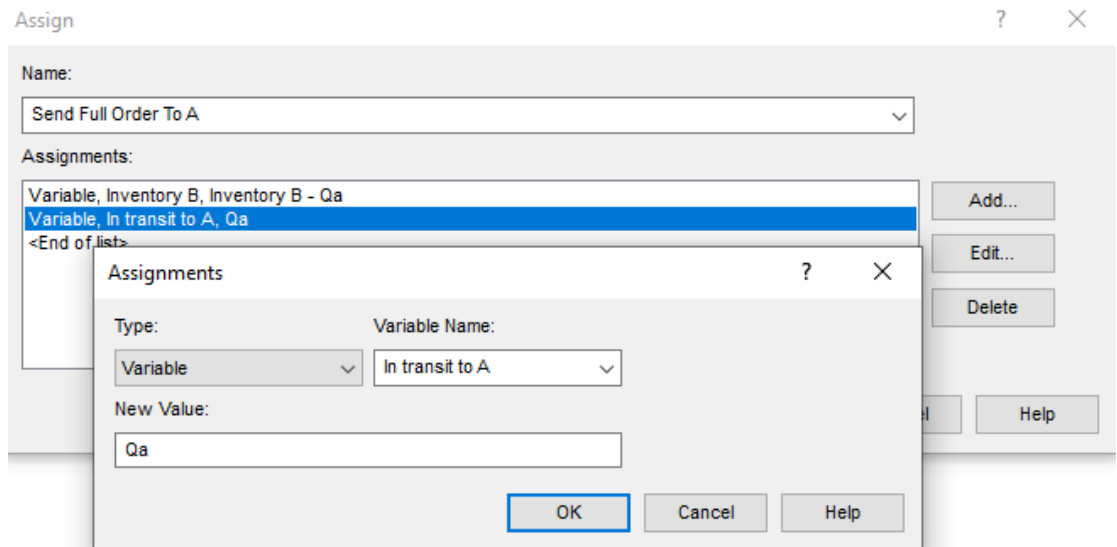 Assign
?
Name:
Send Full Order To A
Assignments:
Variable, Inventory B, Inventory B - Qa
Variable, In transit to A, Qa
<End of list>
Add...
Edit...
Delete
Help
Assignments
?
Type:
Variable Name:
Variable
In transit to A
New Value:
Qa
OK
Cancel
Help